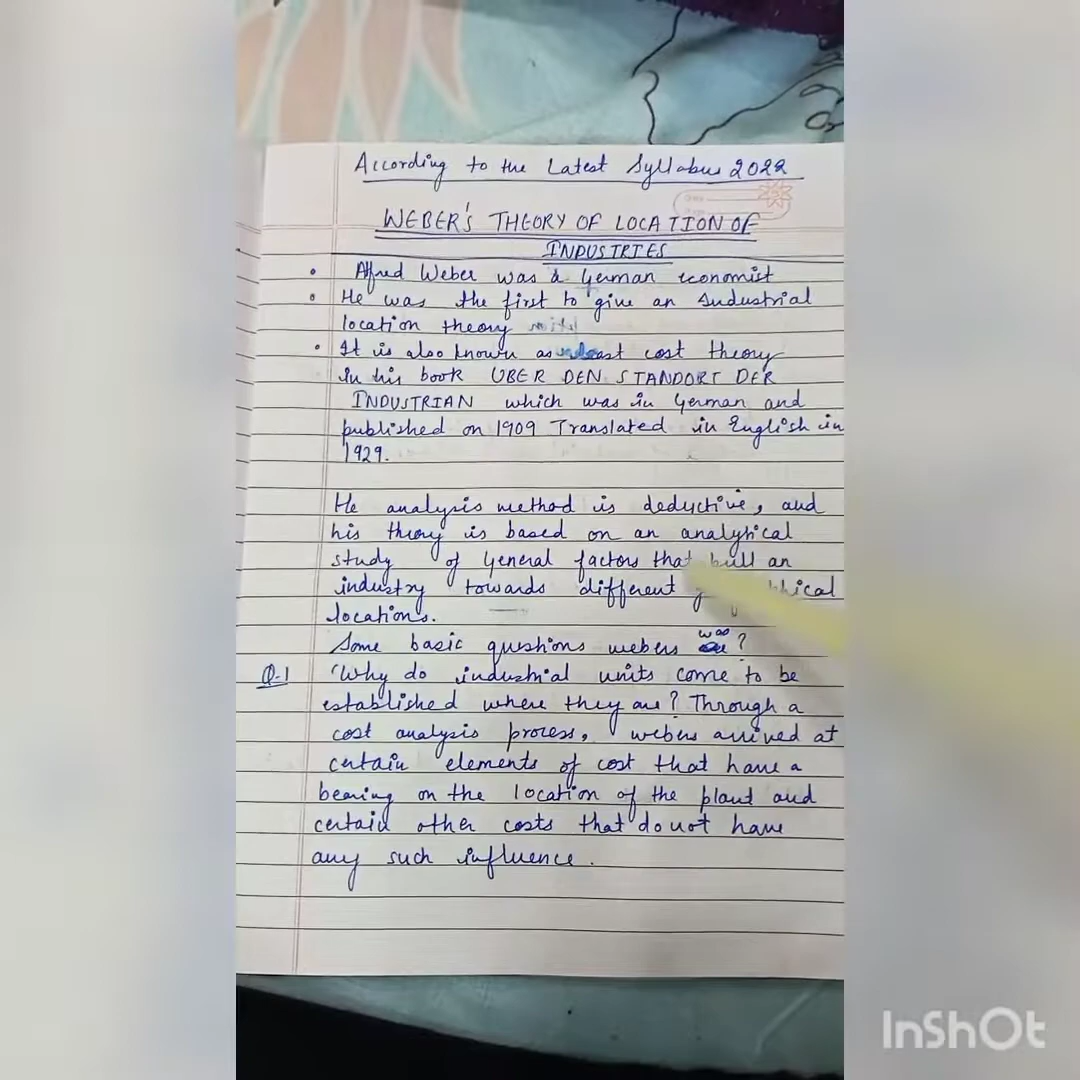 According to the Latest Syllabus 2022
WEBER'S THEORY OF LOCATION OF
INDUSTRIES
• Alfred Weber was a German economist
• He was the first to give an Industrial
location theory
• It is also known as least cost theory
in his book UBER DEN STANDORT DER
INDUSTRIAN which was in German and
published on 1909 Translated in English in
1929.
He analysis method is deductive, and
his theory is based on an analytical
study of General factors that pull an
industry towards different
locations.
Some basic questions webers was?
Q-1 'Why do industrial units come to be
established where they are? Through a
cost analysis process, webers arrived at
certain elements of cost that have a
bearing on the location of the plant and
certain other costs that do not have
any such influence.
InShOt